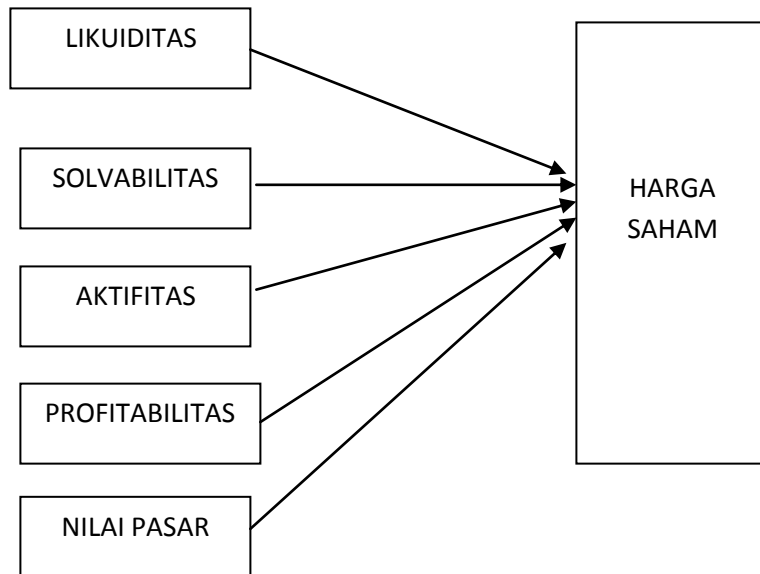 LIKUIDITAS
SOLVABILITAS
AKTIFITAS
PROFITABILITAS
NILAI PASAR
HARGA
SAHAM